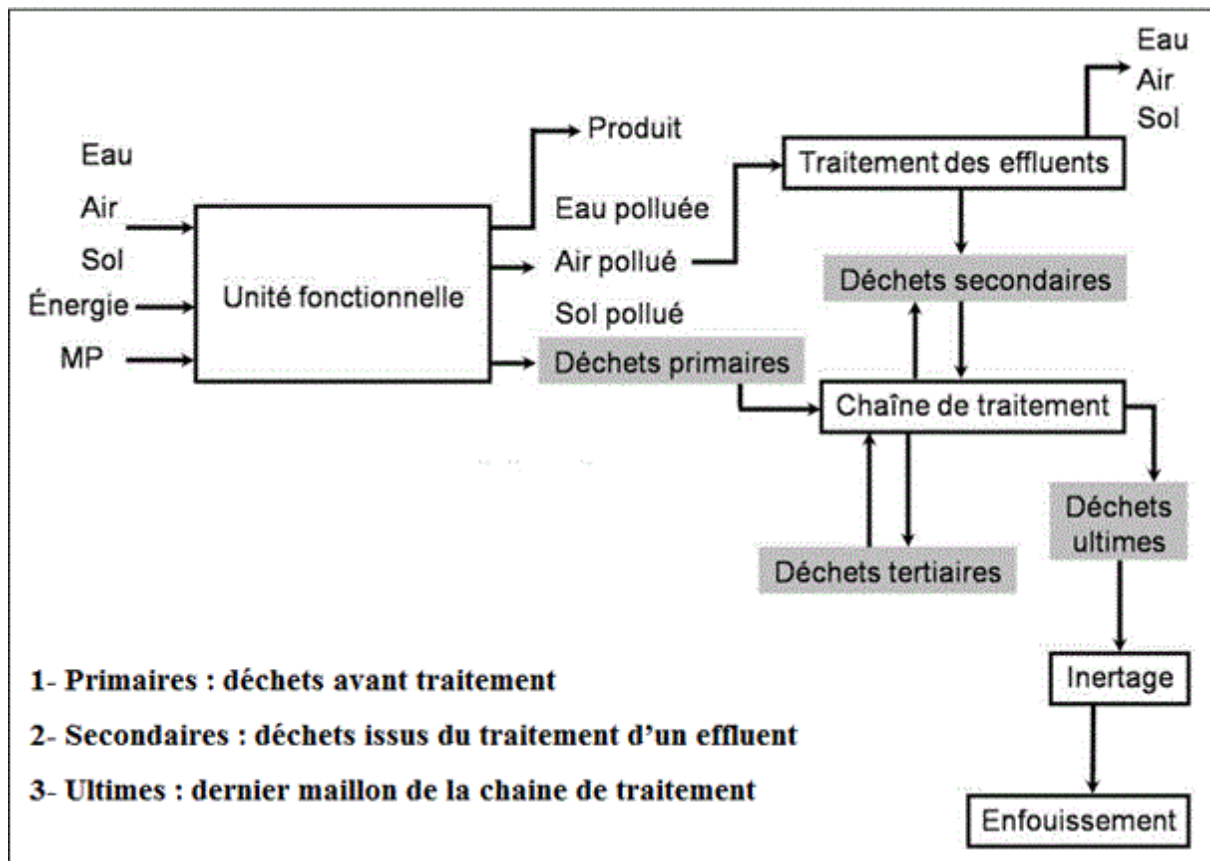 Eau
Air
Sol
Énergie
MP
Unité fonctionnelle
Produit
Eau polluée
Air pollué
Sol pollué
Déchets primaires
Traitement des effluents
Eau
Air
Sol
Déchets secondaires
Chaîne de traitement
Déchets tertiaires
Déchets
ultimes
Inertage
Enfouissement
1- Primaires : déchets avant traitement
2- Secondaires : déchets issus du traitement d’un effluent
3- Ultimes : dernier maillon de la chaine de traitement